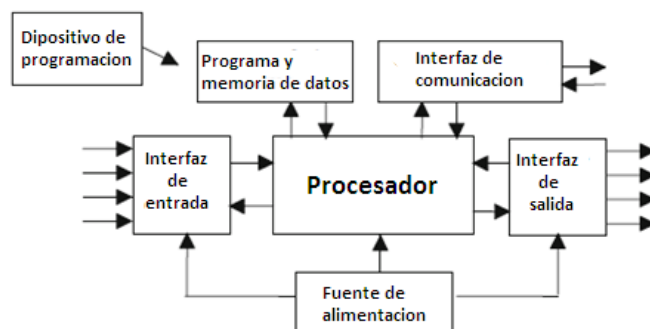 Dipositivo de
programacion
Programa y
memoria de datos
Interfaz de
comunicacion
Interfaz
de
entrada
Procesador
Interfaz
de
salida
Fuente de
alimentacion